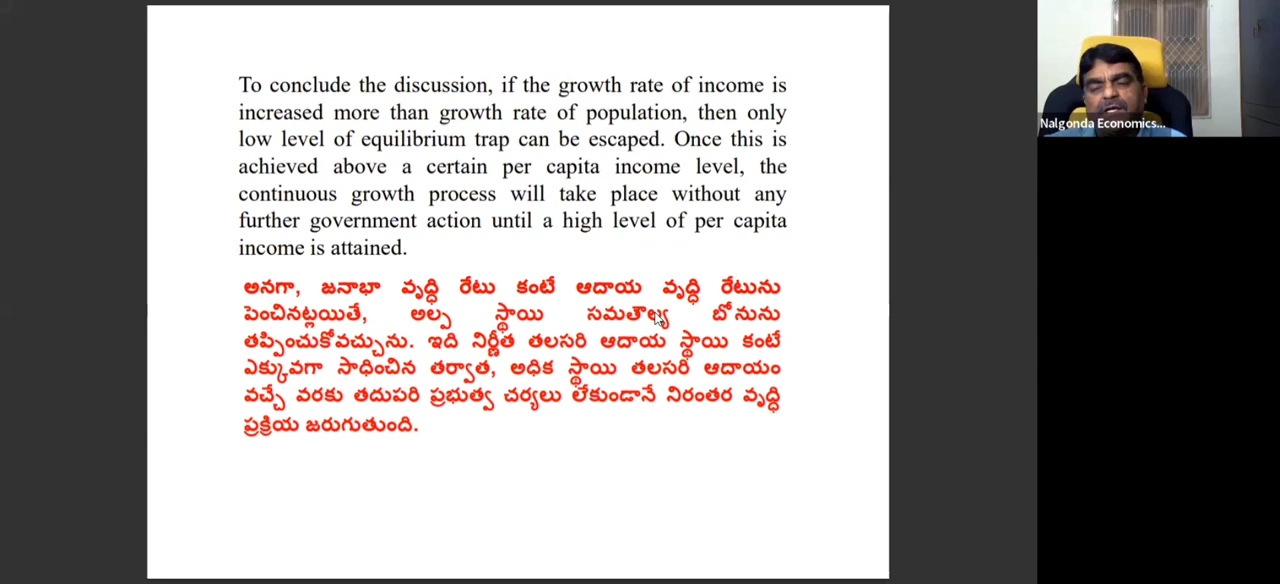 To conclude the discussion, if the growth rate of income is
increased more than growth rate of population, then only
low level of equilibrium trap can be escaped. Once this is
achieved above a certain per capita income level, the
continuous growth process will take place without any
further government action until a high level of per capita
income is attained.
అనగా, జనాభా వృద్ధి రేటు కంటే ఆదాయ వృద్ధి రేటును
పెంచినట్లయితే, అల్ప స్థాయి సమతౌల్య బోనును
తప్పించుకోవచ్చును. ఇది నిర్ణీత తలసరి ఆదాయ స్థాయి కంటే
ఎక్కువగా సాధించిన తర్వాత, అధిక స్థాయి తలసరి ఆదాయం
వచ్చే వరకు తదుపరి ప్రభుత్వ చర్యలు లేకుండానే నిరంతర వృద్ధి
ప్రక్రియ జరుగుతుంది.
Nalgonda Economics...